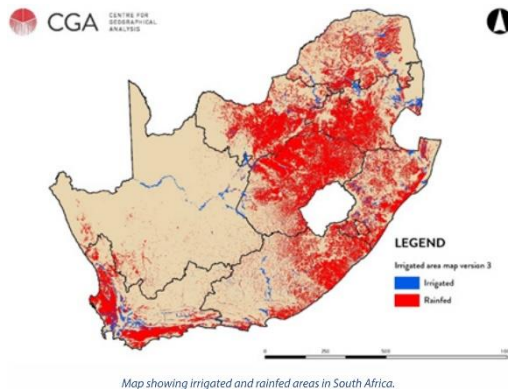 CGA
CENTRE FOR
GEOGRAPHICAL
ANALYSIS
LEGEND
Irrigated area map version 3
Irrigated
Rainfed
0
500
Map showing irrigated and rainfed areas in South Africa.